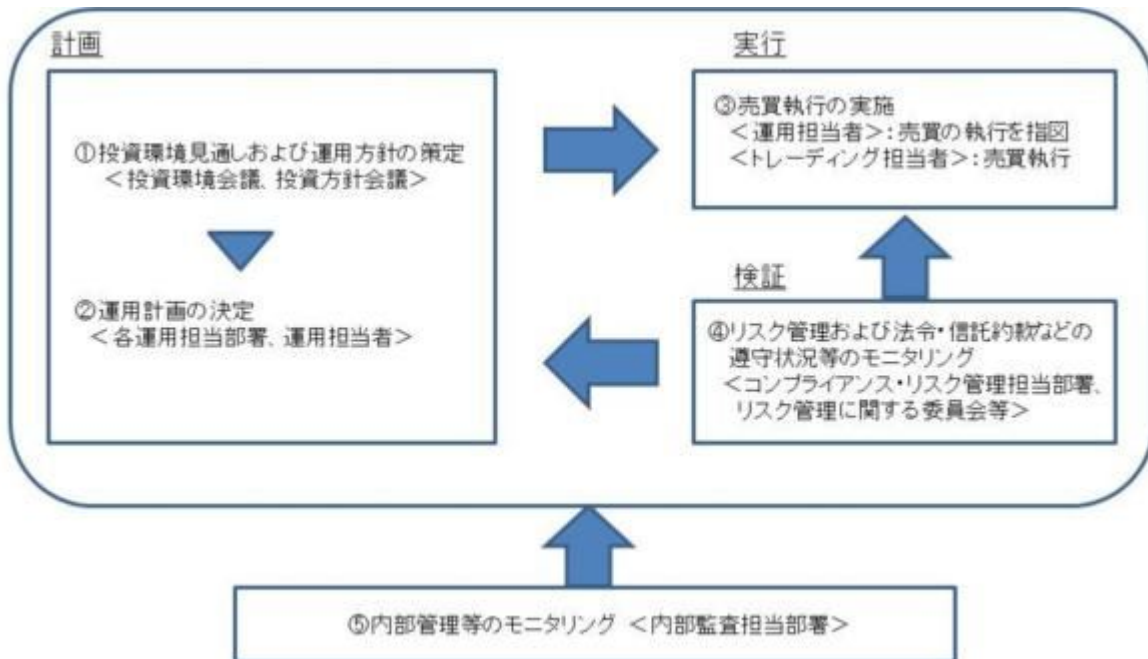 計画
①投資環境見通しおよび運用方針の策定
＜投資環境会議、投資方針会議＞
②運用計画の決定
＜各運用担当部署、運用担当者＞
実行
③売買執行の実施
＜運用担当者＞：売買の執行を指図
＜トレーディング担当者＞：売買執行
検証
④リスク管理および法令・信託約款などの
遵守状況等のモニタリング
＜コンプライアンス・リスク管理担当部署、
リスク管理に関する委員会等＞
⑤内部管理等のモニタリング ＜内部監査担当部署＞